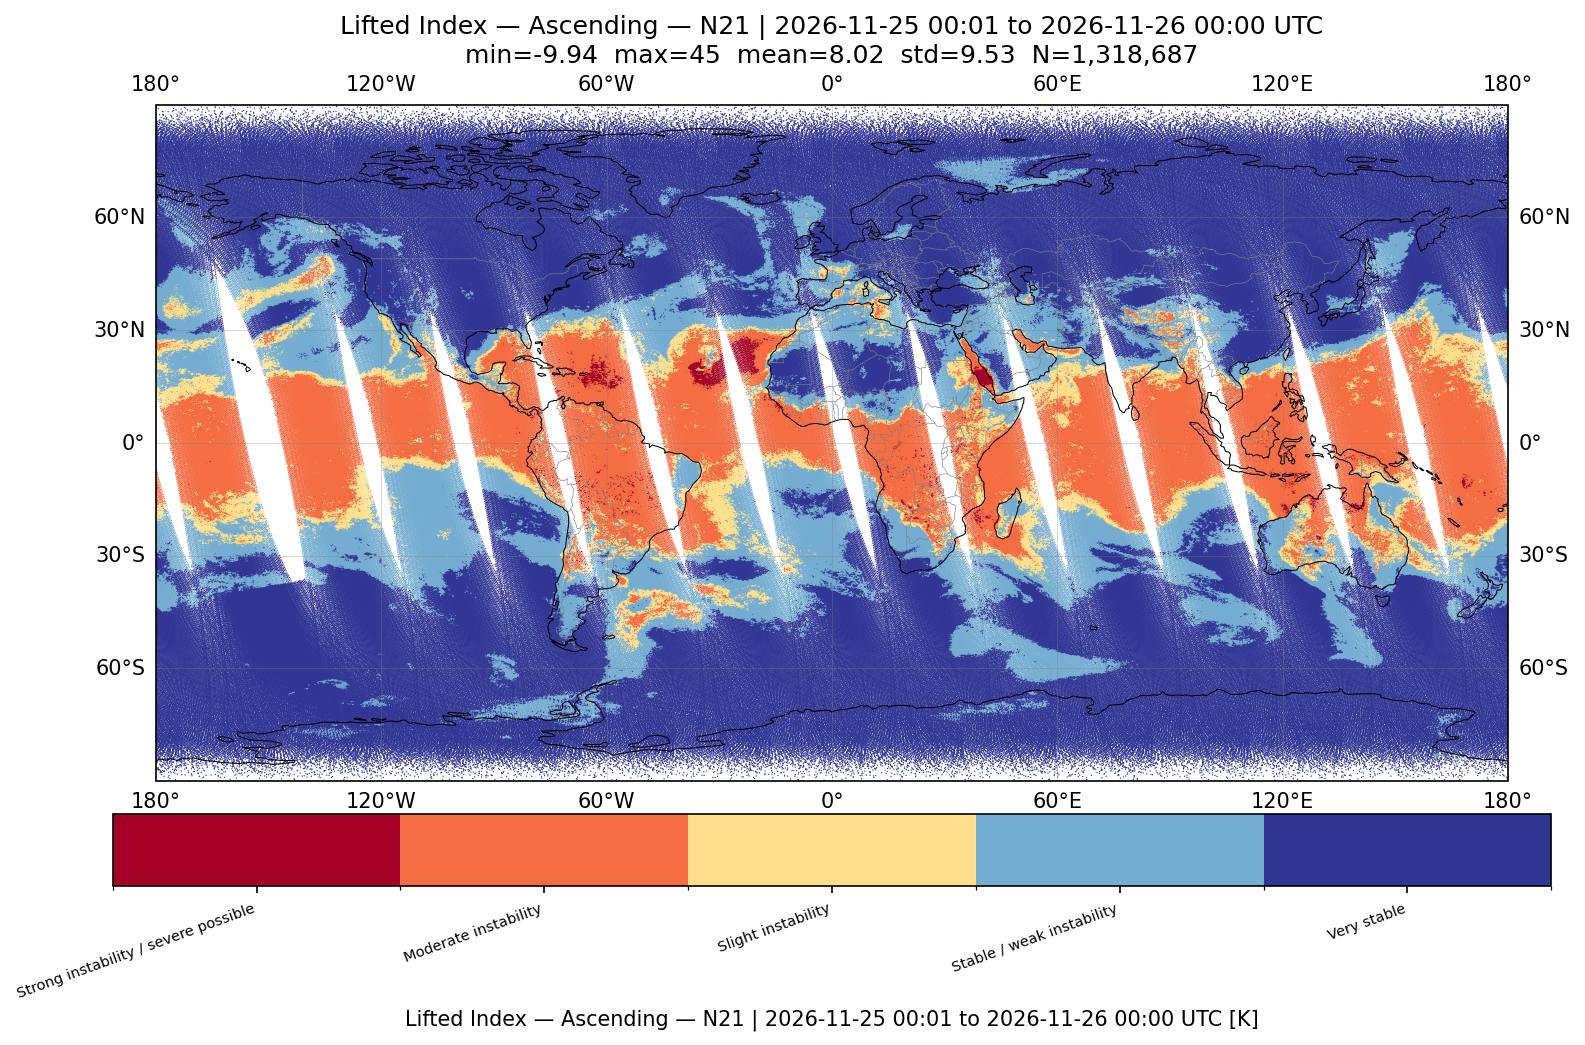 Lifted Index — Ascending — N21 | 2026-11-25 00:01 to 2026-11-26 00:00 UTC
min=-9.94 max=45 mean=8.02 std=9.53 N=1,318,687
180° 120°W 60°W 0° 60°E 120°E 180°
60°N 60°N
30°N 30°N
0° 0°
30°S 30°S
60°S 60°S
180° 120°W 60°W 0° 60°E 120°E 180°
Strong instability / severe possible
Moderate instability
Slight instability
Stable / weak instability
Very stable
Lifted Index — Ascending — N21 | 2026-11-25 00:01 to 2026-11-26 00:00 UTC [K]